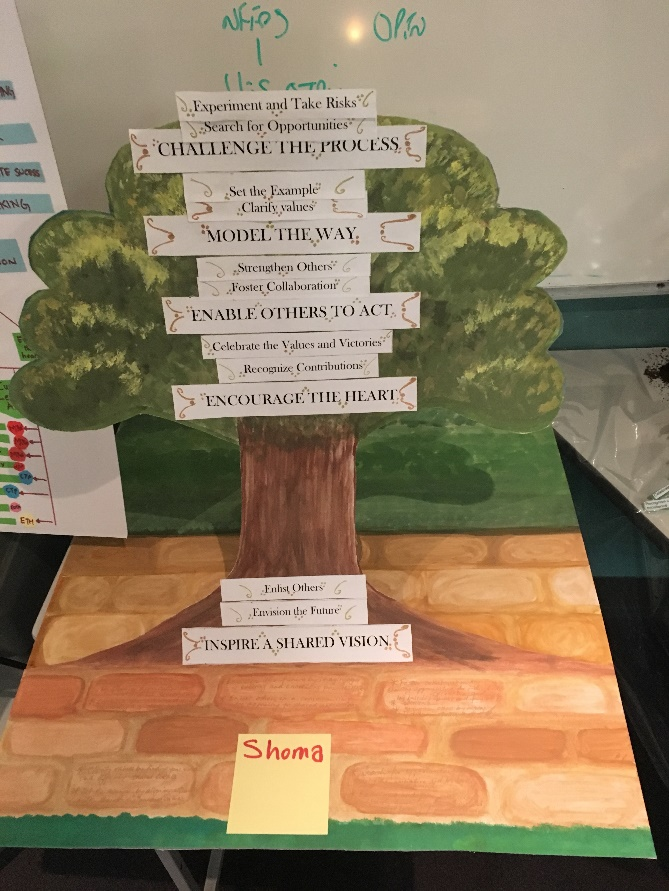 OPEN
Experiment and Take Risks
Search for Opportunities
CHALLENGE THE PROCESS
Set the Example
Clarify values
MODEL THE WAY
Strengthen Others
Foster Collaboration
ENABLE OTHERS TO ACT
Celebrate the Values and Victories
Recognize Contributions
ENCOURAGE THE HEART
Enlist Others
Envision the Future
INSPIRE A SHARED VISION
Shoma
ETH